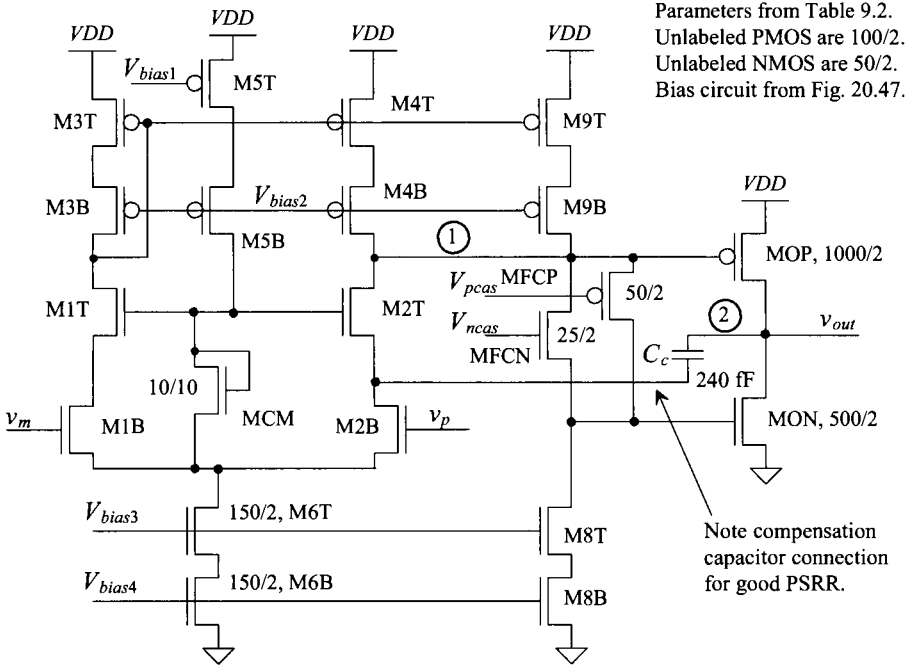 Parameters from Table 9.2.
Unlabeled PMOS are 100/2.
Unlabeled NMOS are 50/2.
Bias circuit from Fig. 20.47.
VDD
VDD
VDD
VDD
Vbias1
M5T
M3T
M4T
M9T
M3B
Vbias2
M4B
M9B
VDD
M5B
1
MOP, 1000/2
M1T
M2T
Vpcas
MFCP
50/2
2
vout
Vncas
25/2
Cc
MFCN
240 fF
10/10
MCM
vm
M1B
M2B
vp
MON, 500/2
Vbias3
150/2, M6T
M8T
Note compensation
capacitor connection
for good PSRR.
Vbias4
150/2, M6B
M8B